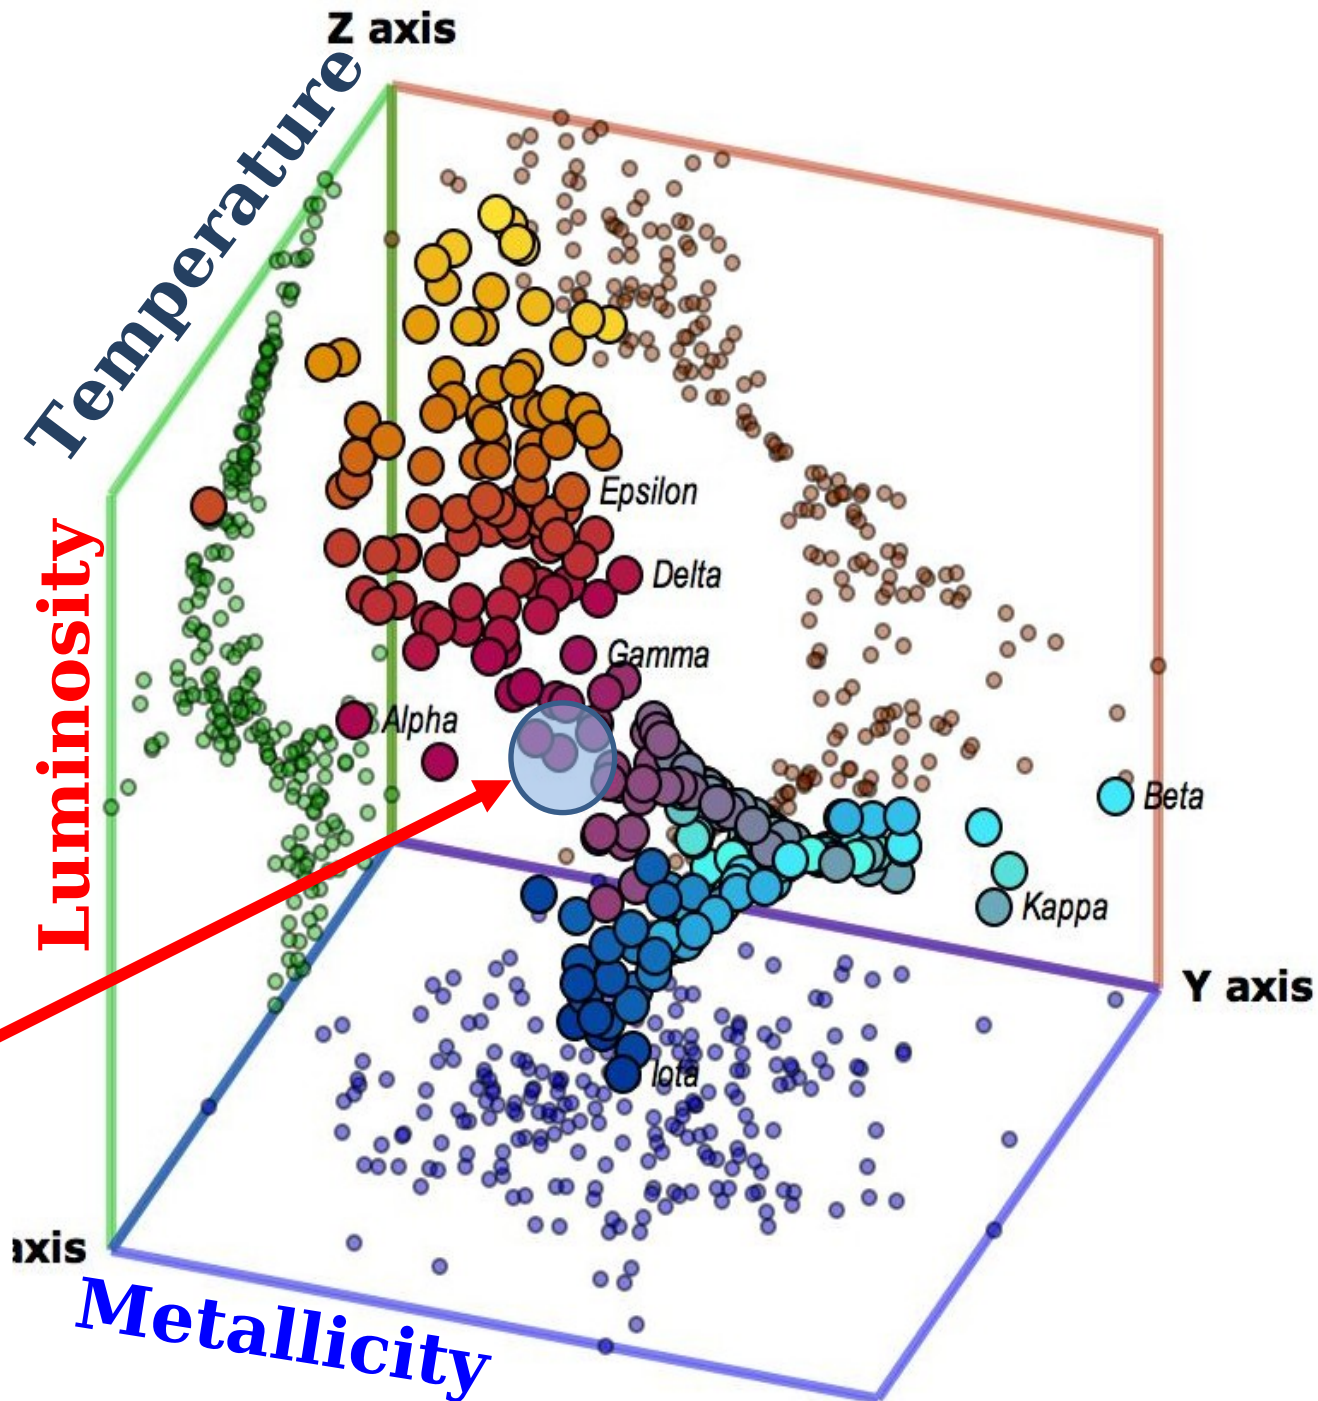 Z axis
Temperature
Luminosity
Epsilon
Delta
Gamma
Alpha
Beta
Kappa
Y axis
Iota
axis
Metallicity